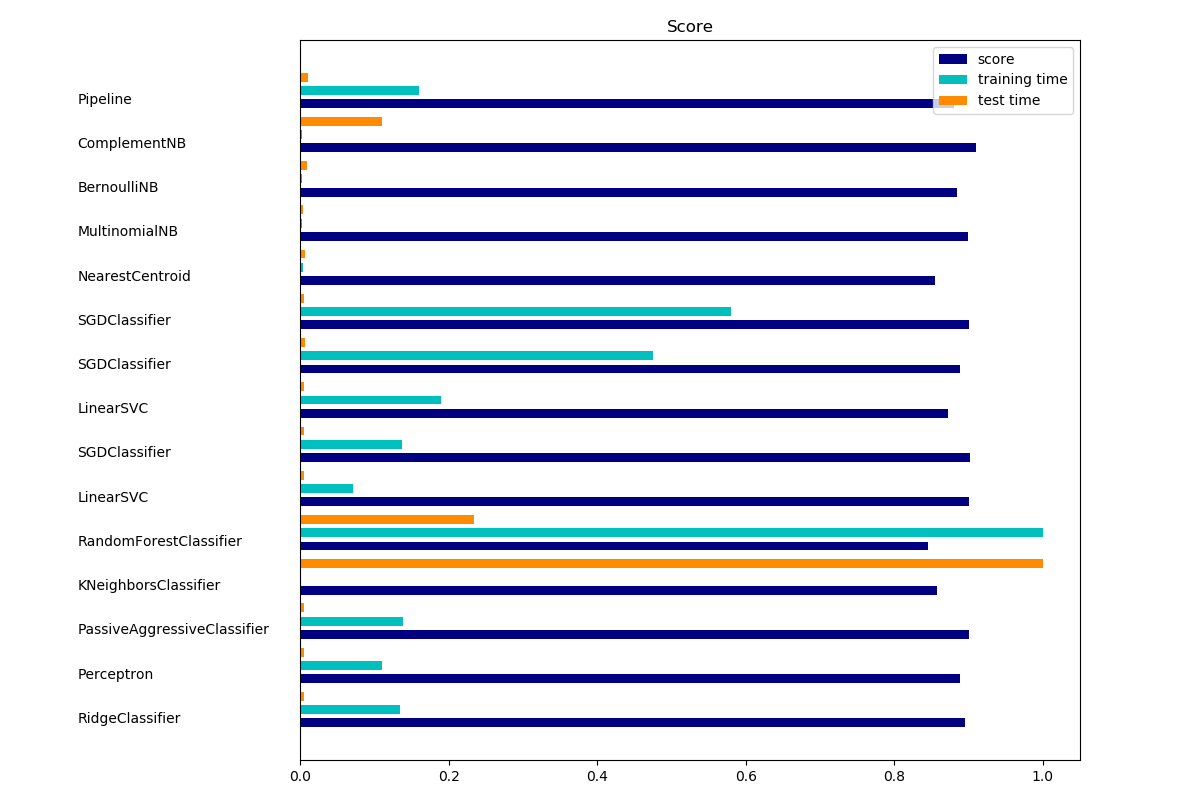 Score
score
training time
test time
Pipeline
ComplementNB
BernoulliNB
MultinomialNB
NearestCentroid
SGDClassifier
SGDClassifier
LinearSVC
SGDClassifier
LinearSVC
RandomForestClassifier
KNeighborsClassifier
PassiveAggressiveClassifier
Perceptron
RidgeClassifier
0.0 0.2 0.4 0.6 0.8 1.0